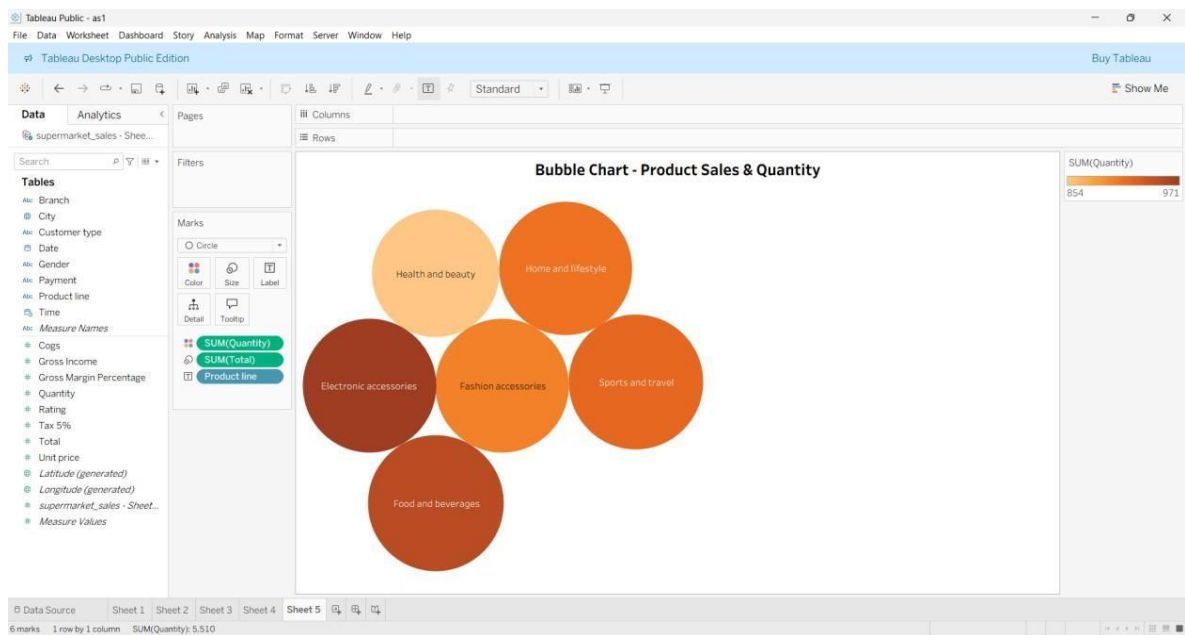 Tableau Public - as1
File Data Worksheet Dashboard Story Analysis Map Format Server Window Help
Tableau Desktop Public Edition
Buy Tableau
Standard
Show Me
Data
Analytics
supermarket_sales - Shee...
Search
Tables
Abc Branch
City
Abc Customer type
Date
Abc Gender
Abc Payment
Abc Product line
Time
Abc Measure Names
# Cogs
# Gross Income
# Gross Margin Percentage
# Quantity
# Rating
# Tax 5%
# Total
# Unit price
Latitude (generated)
Longitude (generated)
# supermarket_sales - Sheet...
# Measure Values
Pages
Filters
Marks
Circle
Color Size Label
Detail Tooltip
SUM(Quantity)
SUM(Total)
Product line
Columns
Rows
Bubble Chart - Product Sales & Quantity
Health and beauty
Home and lifestyle
Electronic accessories
Fashion accessories
Sports and travel
Food and beverages
SUM(Quantity)
854 971
Data Source Sheet 1 Sheet 2 Sheet 3 Sheet 4 Sheet 5
6 marks 1 row by 1 column SUM(Quantity): 5,510